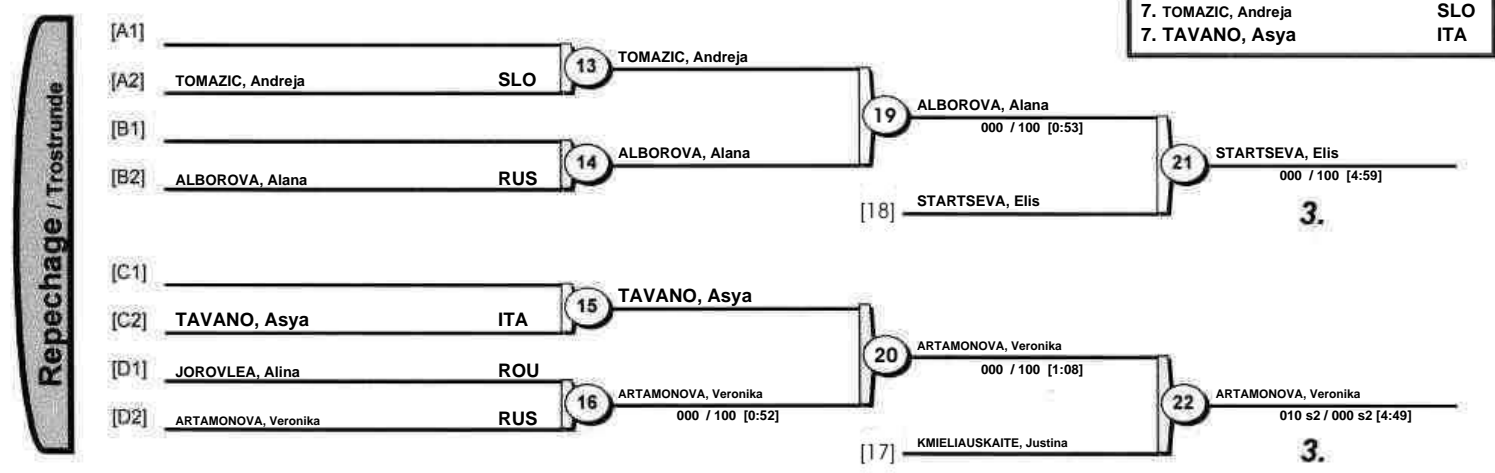 7. TOMAZIC, Andreja SLO
7. TAVANO, Asya ITA
Repechage / Trostrunde
[A1]
13 TOMAZIC, Andreja
[A2] TOMAZIC, Andreja SLO
19 ALBOROVA, Alana
000 / 100 [0:53]
[B1]
14 ALBOROVA, Alana
[B2] ALBOROVA, Alana RUS
21 STARTSEVA, Elis
000 / 100 [4:59]
[18] STARTSEVA, Elis
3.
[C1]
15 TAVANO, Asya
[C2] TAVANO, Asya ITA
20 ARTAMONOVA, Veronika
000 / 100 [1:08]
[D1] JOROVLEA, Alina ROU
16 ARTAMONOVA, Veronika
000 / 100 [0:52]
[D2] ARTAMONOVA, Veronika RUS
22 ARTAMONOVA, Veronika
010 s2 / 000 s2 [4:49]
[17] KMIELIAUSKAITE, Justina
3.